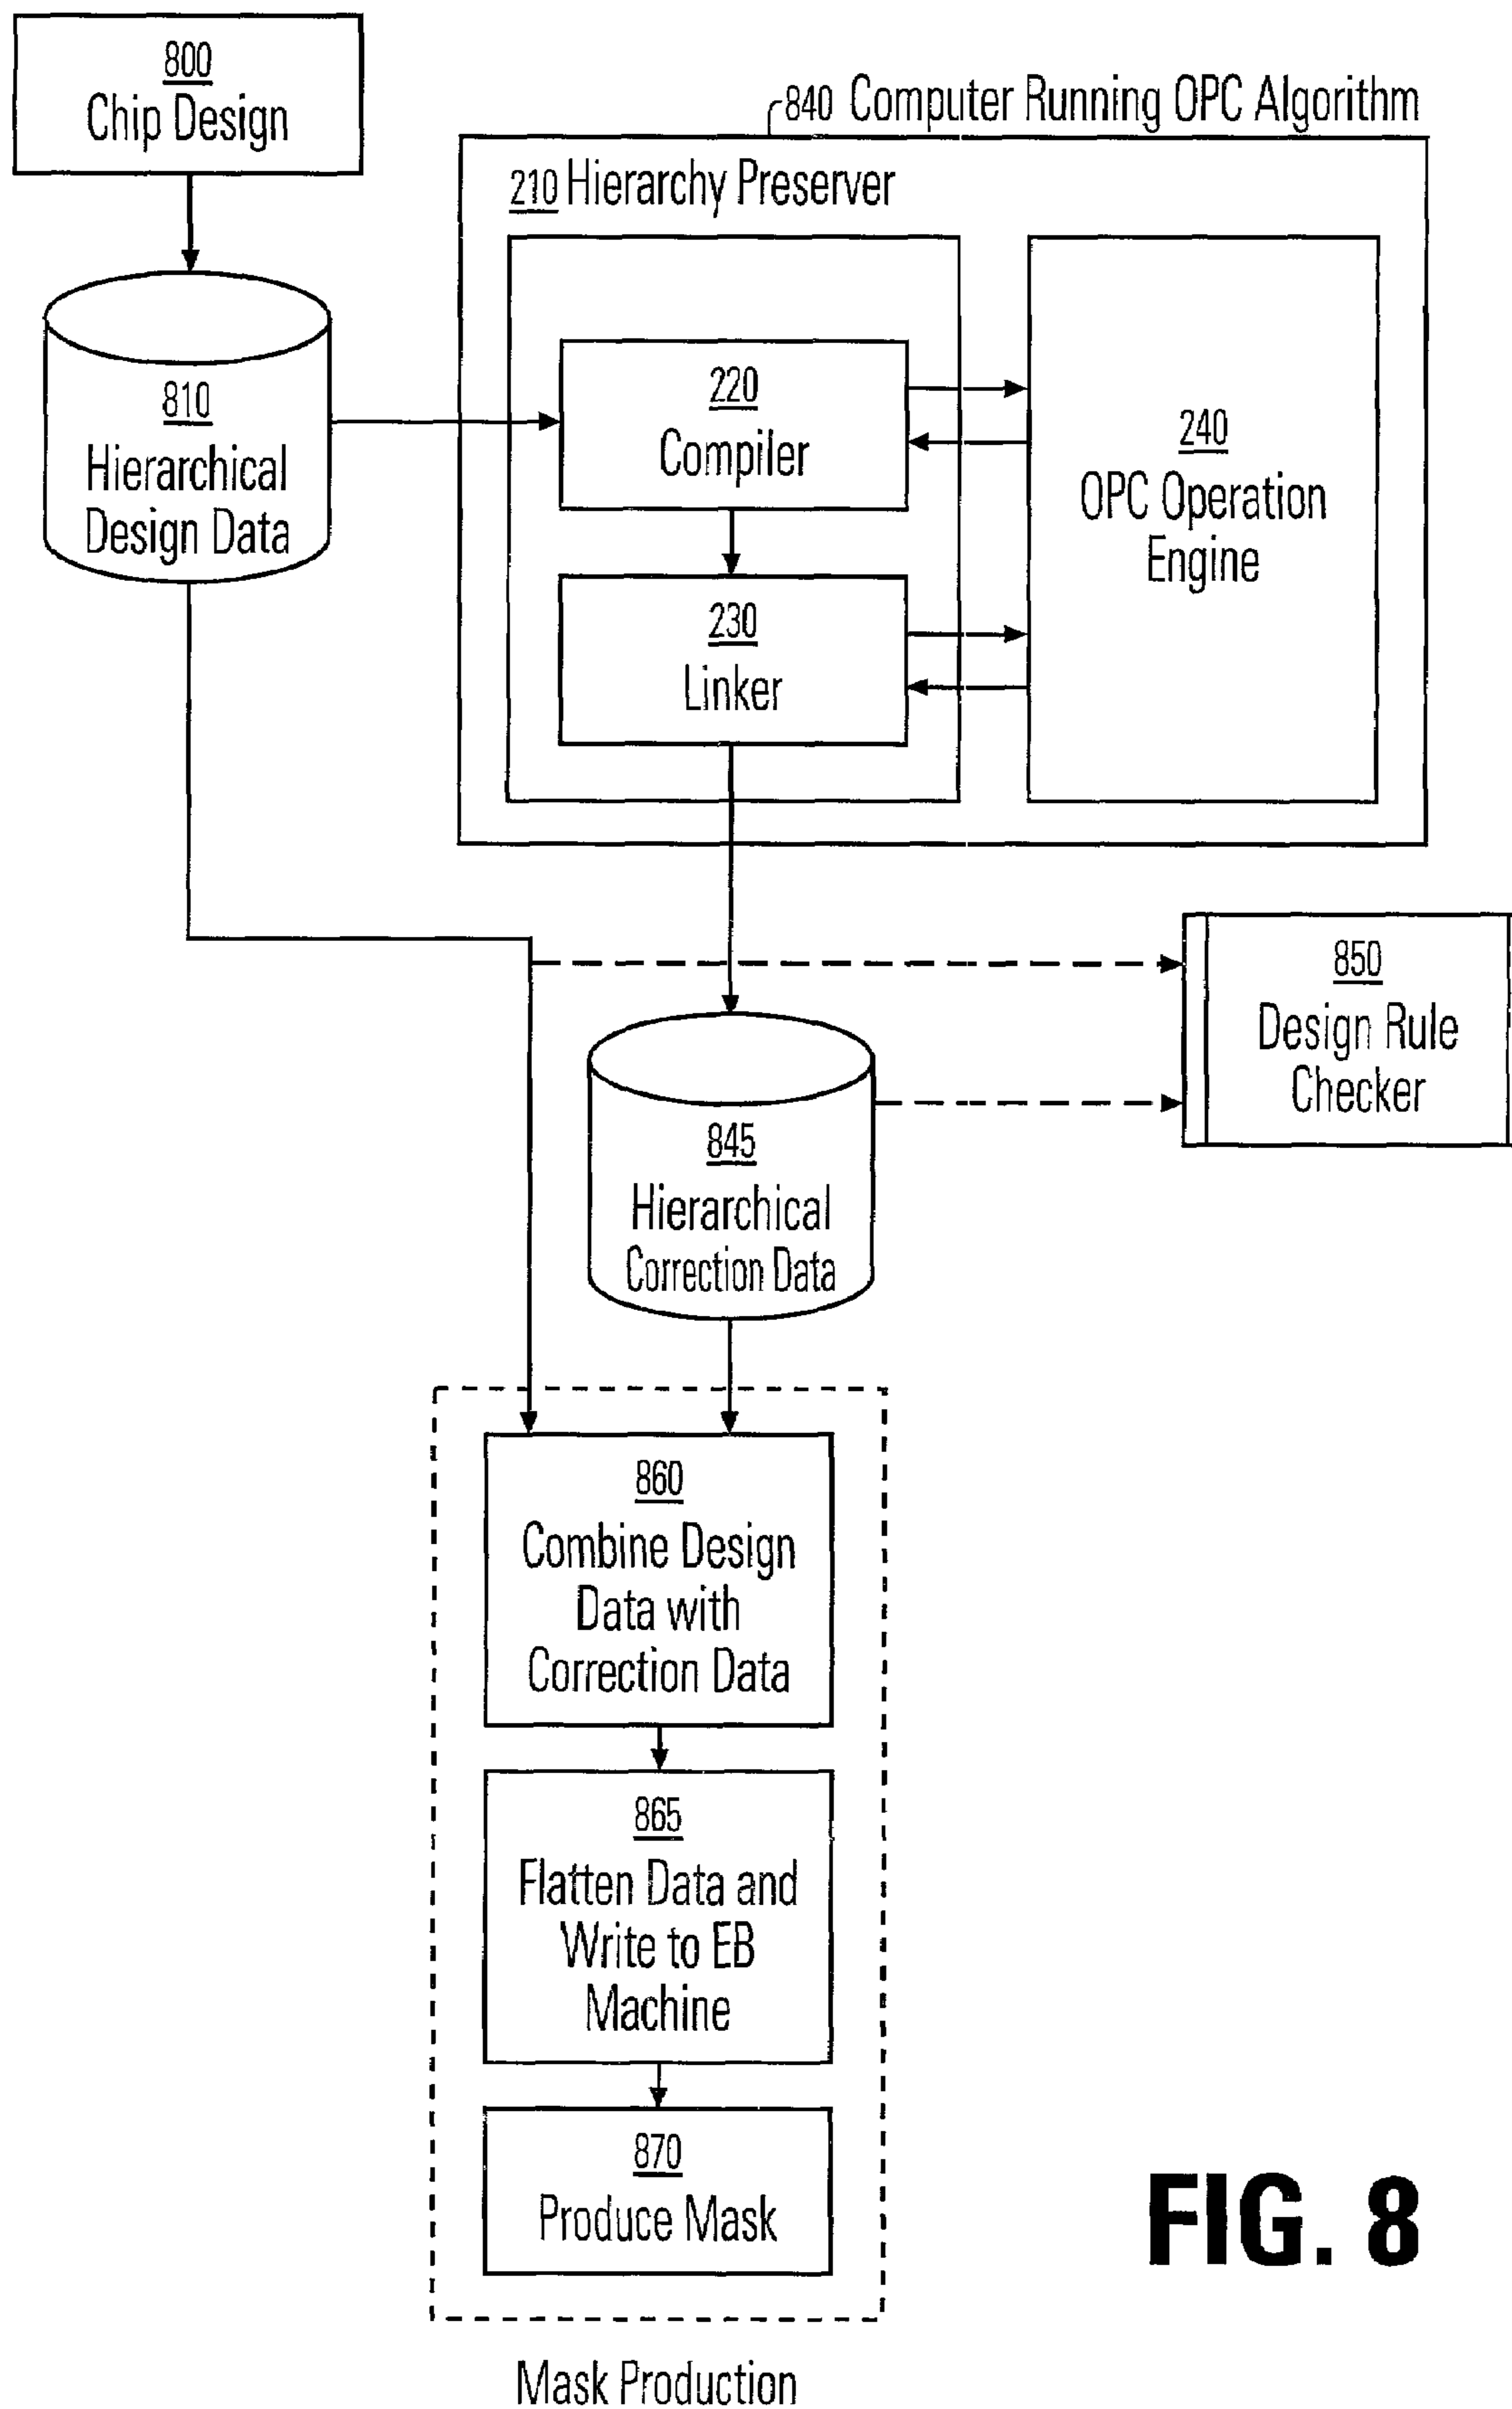 800
Chip Design
840 Computer Running OPC Algorithm
210 Hierarchy Preserver
810
Hierarchical
Design Data
220
Compiler
240
OPC Operation
Engine
230
Linker
850
Design Rule
Checker
845
Hierarchical
Correction Data
860
Combine Design
Data with
Correction Data
865
Flatten Data and
Write to EB
Machine
870
Produce Mask
FIG. 8
Mask Production